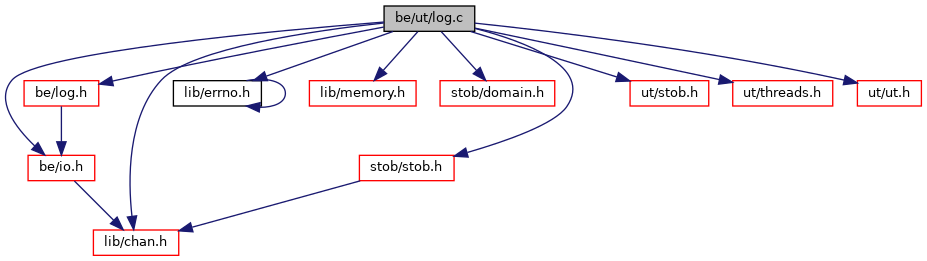 be/ut/log.c
be/log.h
lib/errno.h
lib/memory.h
stob/domain.h
ut/stob.h
ut/threads.h
ut/ut.h
be/io.h
stob/stob.h
lib/chan.h